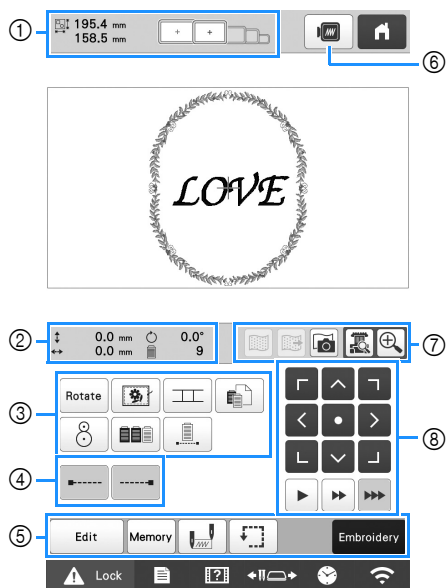 ① 195.4 mm
158.5 mm
⑥
LOVE
② 0.0 mm 0.0°
0.0 mm 9
⑦
③ Rotate
⑧
④
⑤ Edit Memory Embroidery
Lock